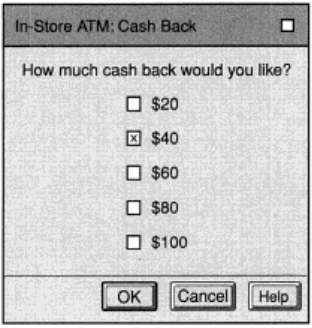 In-Store ATM: Cash Back
How much cash back would you like?
$20
$40
$60
$80
$100
OK Cancel Help